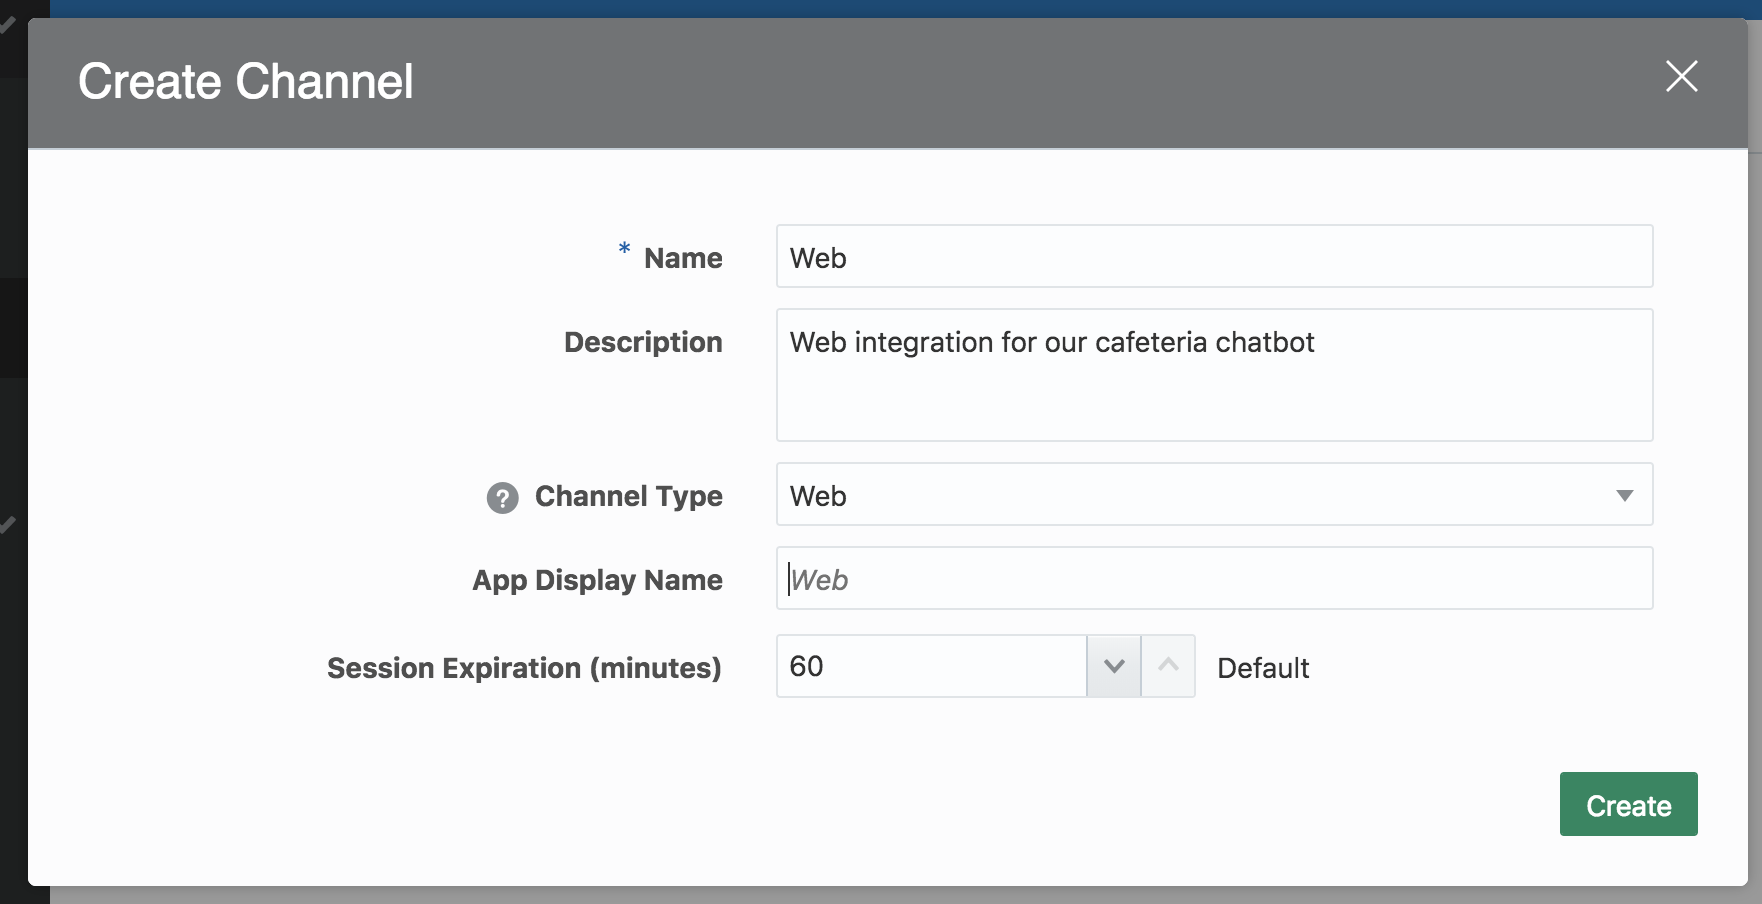 Create Channel
* Name
Web
Description
Web integration for our cafeteria chatbot
? Channel Type
Web
App Display Name
Web
Session Expiration (minutes)
60
Default
Create